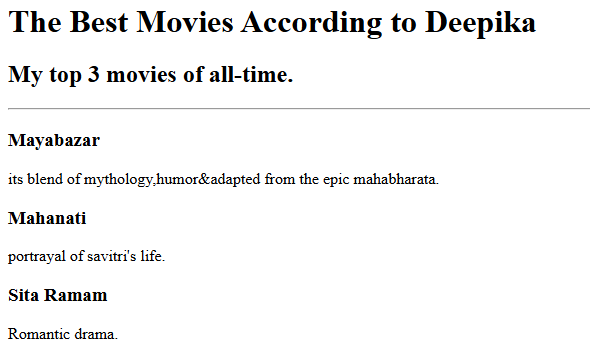 The Best Movies According to Deepika
My top 3 movies of all-time.
Mayabazar
its blend of mythology,humor&adapted from the epic mahabharata.
Mahanati
portrayal of savitri's life.
Sita Ramam
Romantic drama.